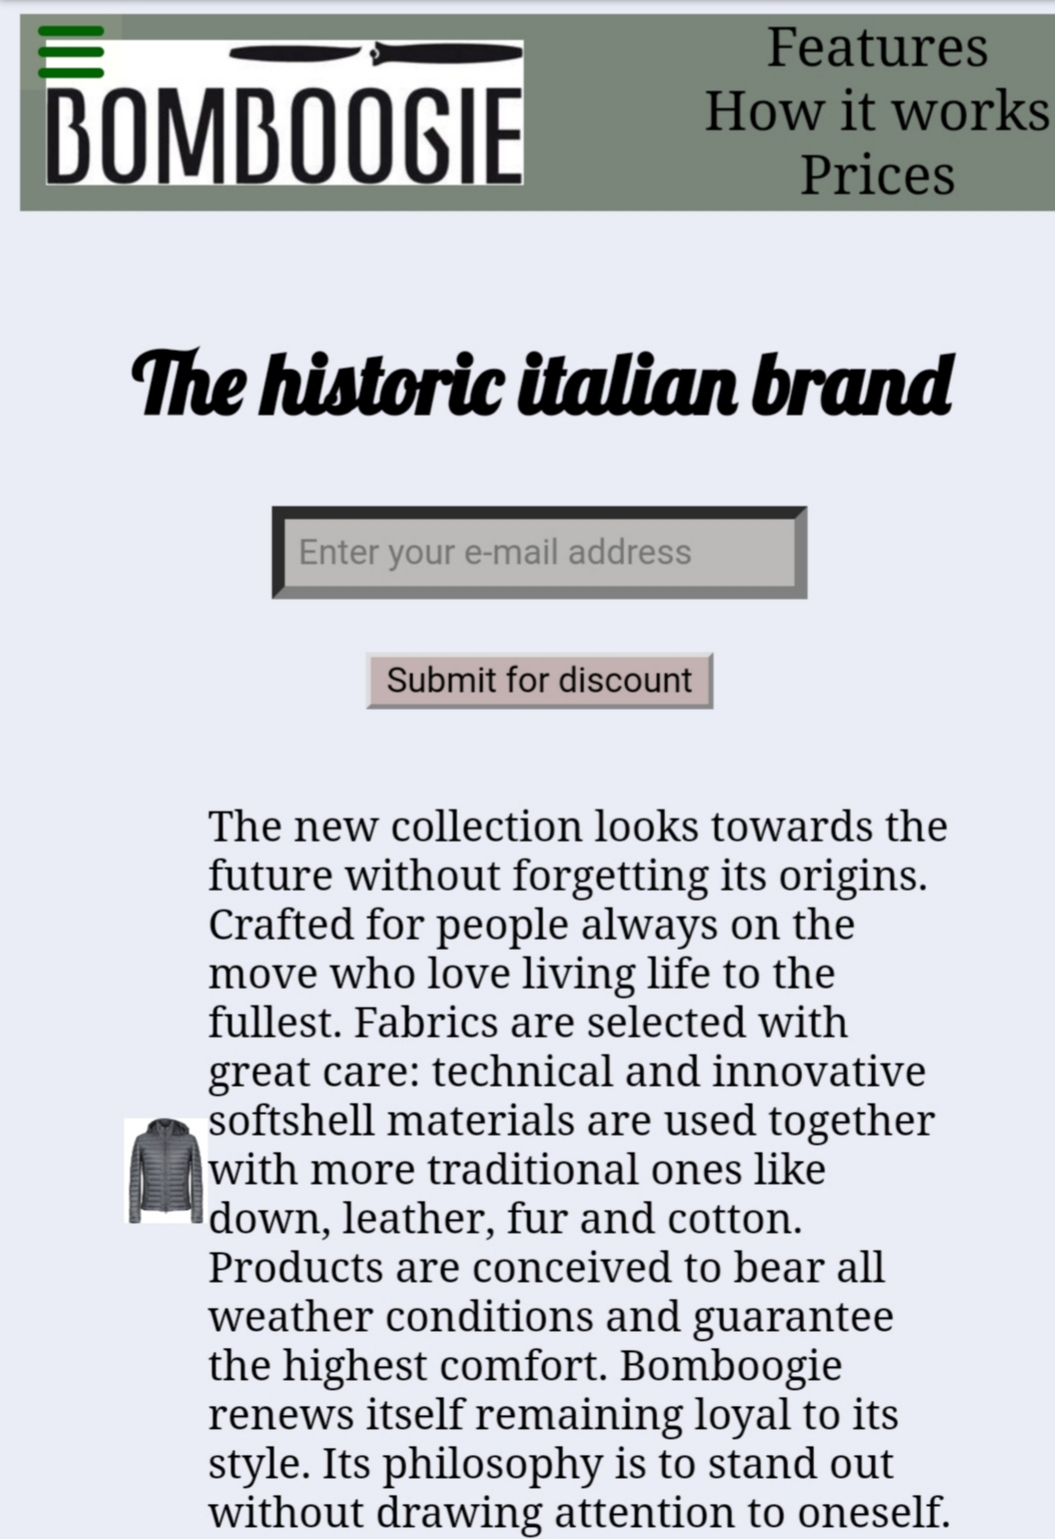 BOMBOOGIE
Features
How it works
Prices
The historic italian brand
Enter your e-mail address
Submit for discount
The new collection looks towards the
future without forgetting its origins.
Crafted for people always on the
move who love living life to the
fullest. Fabrics are selected with
great care: technical and innovative
softshell materials are used together
with more traditional ones like
down, leather, fur and cotton.
Products are conceived to bear all
weather conditions and guarantee
the highest comfort. Bomboogie
renews itself remaining loyal to its
style. Its philosophy is to stand out
without drawing attention to oneself.